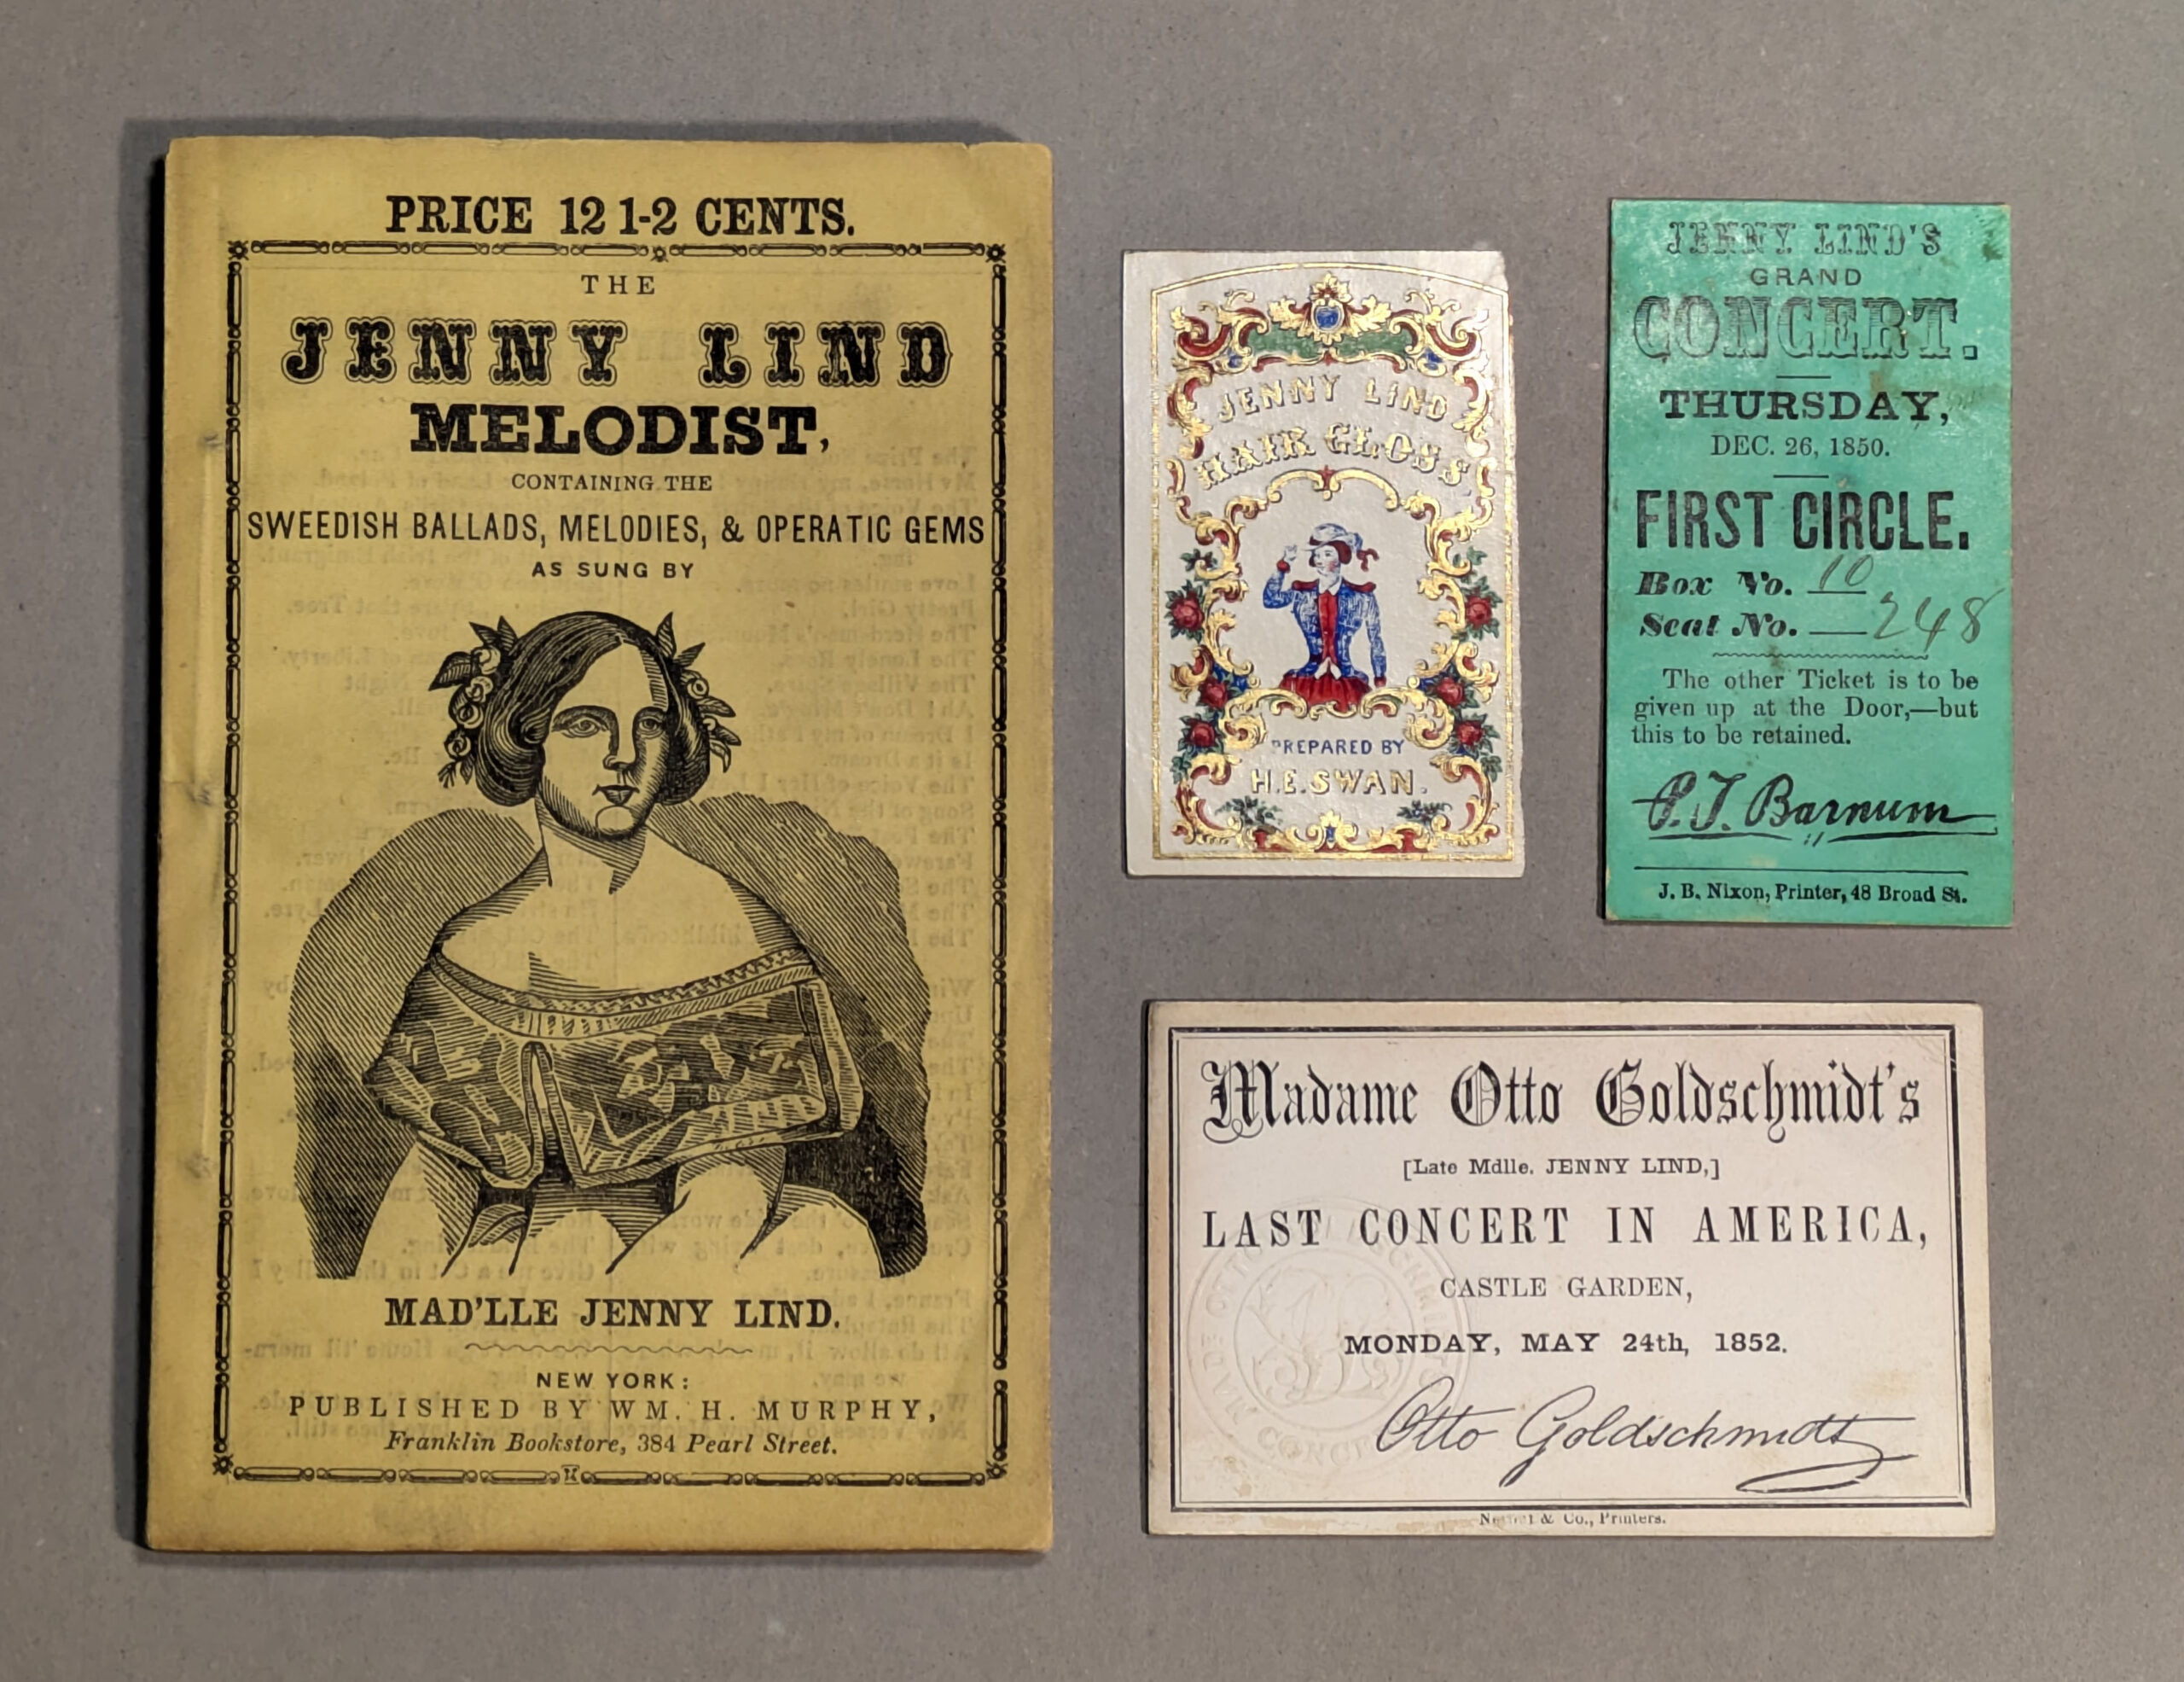 PRICE 12 1-2 CENTS.
THE
JENNY LIND
MELODIST,
CONTAINING THE
SWEEDISH BALLADS, MELODIES, & OPERATIC GEMS
AS SUNG BY
MAD'LLE JENNY LIND.
NEW YORK:
PUBLISHED BY WM. H. MURPHY,
Franklin Bookstore, 384 Pearl Street.
JENNY LIND
HAIR GLOSS
PREPARED BY
H.E. SWAN.
JENNY LIND'S
GRAND
CONCERT.
THURSDAY,
DEC. 26, 1850.
FIRST CIRCLE.
Box No. 10
Seat No. 248
The other Ticket is to be
given up at the Door,—but
this to be retained.
P. T. Barnum
J. B. Nixon, Printer, 48 Broad St.
Madame Otto Goldschmidt's
[Late Mdlle. JENNY LIND,]
LAST CONCERT IN AMERICA,
CASTLE GARDEN,
MONDAY, MAY 24th, 1852.
Otto Goldschmidt
& Co., Printers.